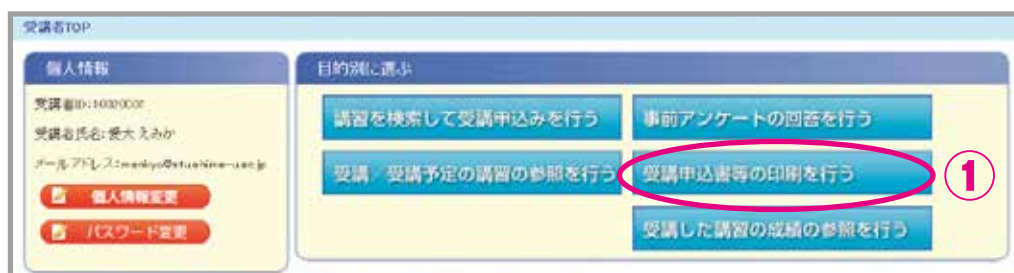 受講者TOP
個人情報
受講者ID:
受講者氏名:愛大 えみか
メールアドレス:
個人情報変更
パスワード変更
目的別に選ぶ
講習を検索して受講申込みを行う
事前アンケートの回答を行う
受講/受講予定の講習の参照を行う
受講申込書等の印刷を行う
①
受講した講習の成績の参照を行う